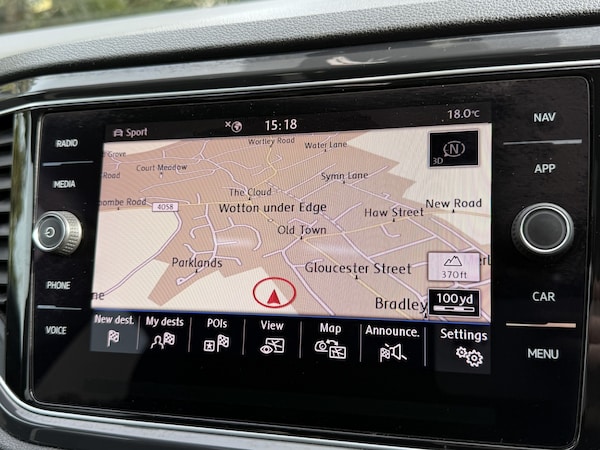 RADIO
MEDIA
PHONE
VOICE
Sport
15:18
18.0°C
Wortley Road
Water Lane
Grove
Court Meadow
Symn Lane
The Cloud
ombe Road
4058
Wotton under Edge
Haw Street
New Road
Old Town
Parklands
Gloucester Street
Bradley
ne
N
3D
370ft
100yd
New dest.
My dests
POIs
View
Map
Announce.
Settings
NAV
APP
CAR
MENU